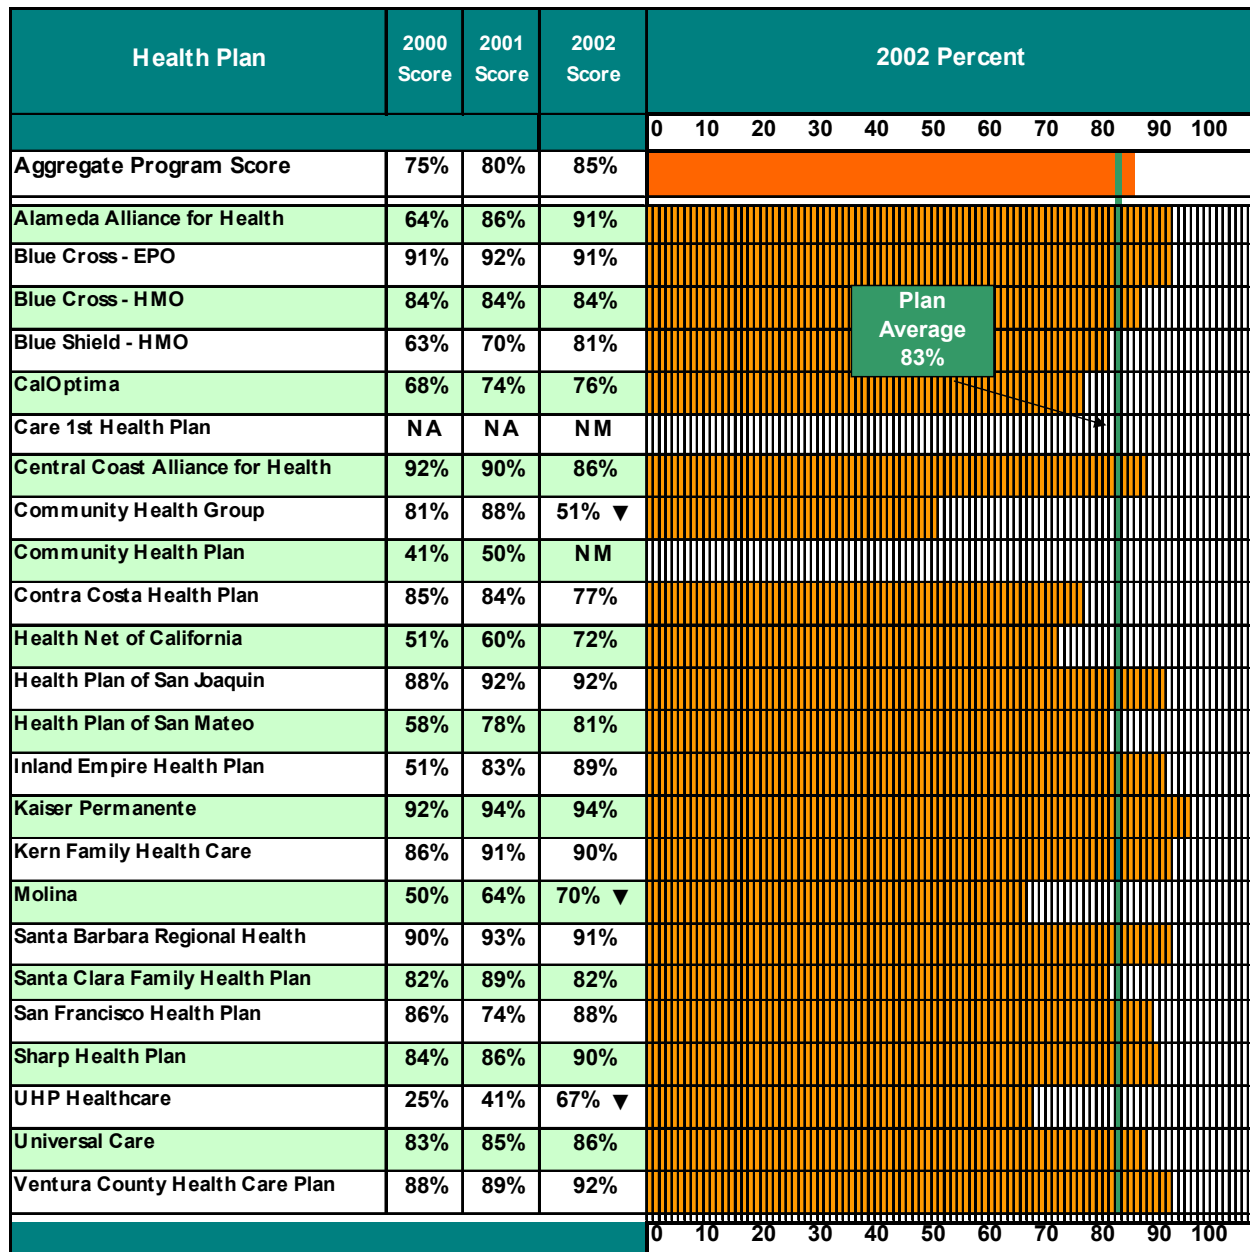 Health Plan 2000 Score 2001 Score 2002 Score 2002 Percent
0 10 20 30 40 50 60 70 80 90 100
Aggregate Program Score 75% 80% 85%
Alameda Alliance for Health 64% 86% 91%
Blue Cross - EPO 91% 92% 91%
Blue Cross - HMO 84% 84% 84%
Blue Shield - HMO 63% 70% 81%
Plan
Average
83%
CalOptima 68% 74% 76%
Care 1st Health Plan NA NA NM
Central Coast Alliance for Health 92% 90% 86%
Community Health Group 81% 88% 51% ▼
Community Health Plan 41% 50% NM
Contra Costa Health Plan 85% 84% 77%
Health Net of California 51% 60% 72%
Health Plan of San Joaquin 88% 92% 92%
Health Plan of San Mateo 58% 78% 81%
Inland Empire Health Plan 51% 83% 89%
Kaiser Permanente 92% 94% 94%
Kern Family Health Care 86% 91% 90%
Molina 50% 64% 70% ▼
Santa Barbara Regional Health 90% 93% 91%
Santa Clara Family Health Plan 82% 89% 82%
San Francisco Health Plan 86% 74% 88%
Sharp Health Plan 84% 86% 90%
UHP Healthcare 25% 41% 67% ▼
Universal Care 83% 85% 86%
Ventura County Health Care Plan 88% 89% 92%
0 10 20 30 40 50 60 70 80 90 100